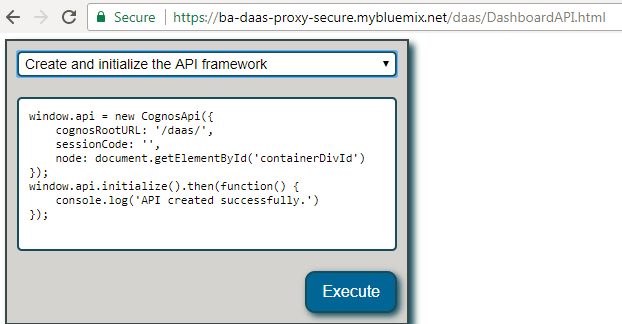 Secure https://ba-daas-proxy-secure.mybluemix.net/daas/DashboardAPI.html
Create and initialize the API framework
window.api = new CognosApi({
    cognosRootURL: '/daas/',
    sessionCode: '',
    node: document.getElementById('containerDivId')
});
window.api.initialize().then(function() {
    console.log('API created successfully.')
});
Execute